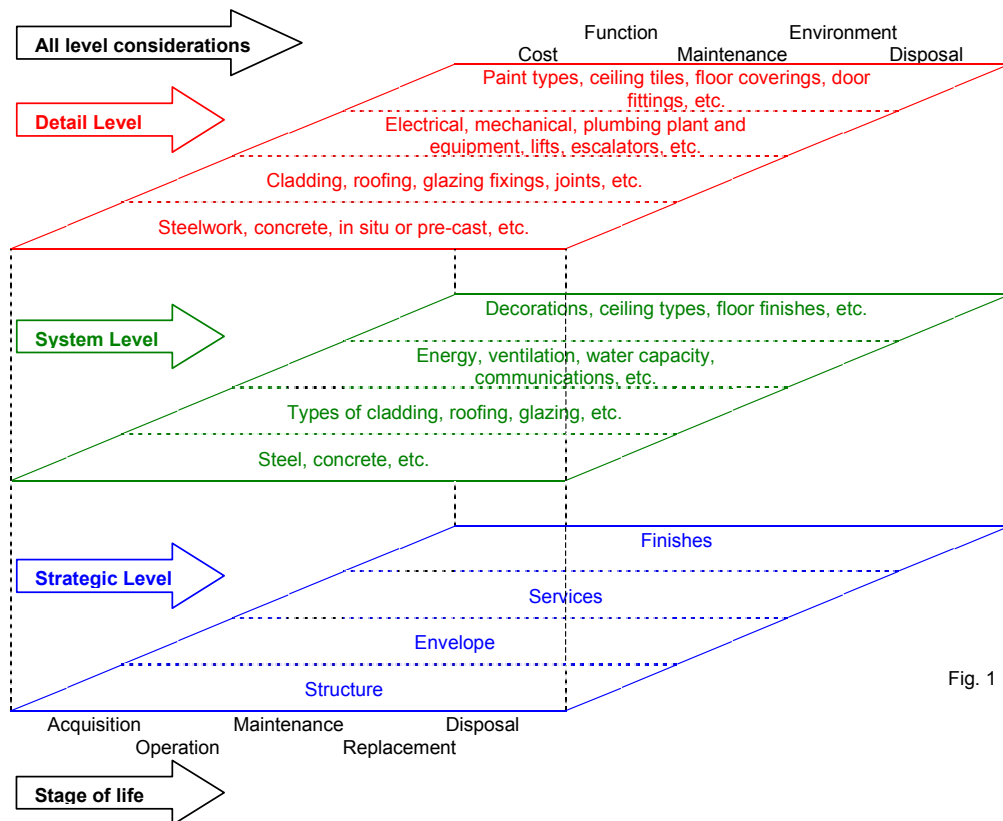 All level considerations
Function Environment
Cost Maintenance Disposal
Paint types, ceiling tiles, floor coverings, door
fittings, etc.
Detail Level
Electrical, mechanical, plumbing plant and
equipment, lifts, escalators, etc.
Cladding, roofing, glazing fixings, joints, etc.
Steelwork, concrete, in situ or pre-cast, etc.
Decorations, ceiling types, floor finishes, etc.
System Level
Energy, ventilation, water capacity,
communications, etc.
Types of cladding, roofing, glazing, etc.
Steel, concrete, etc.
Finishes
Strategic Level
Services
Envelope
Structure
Fig. 1
Acquisition Maintenance Disposal
Operation Replacement
Stage of life